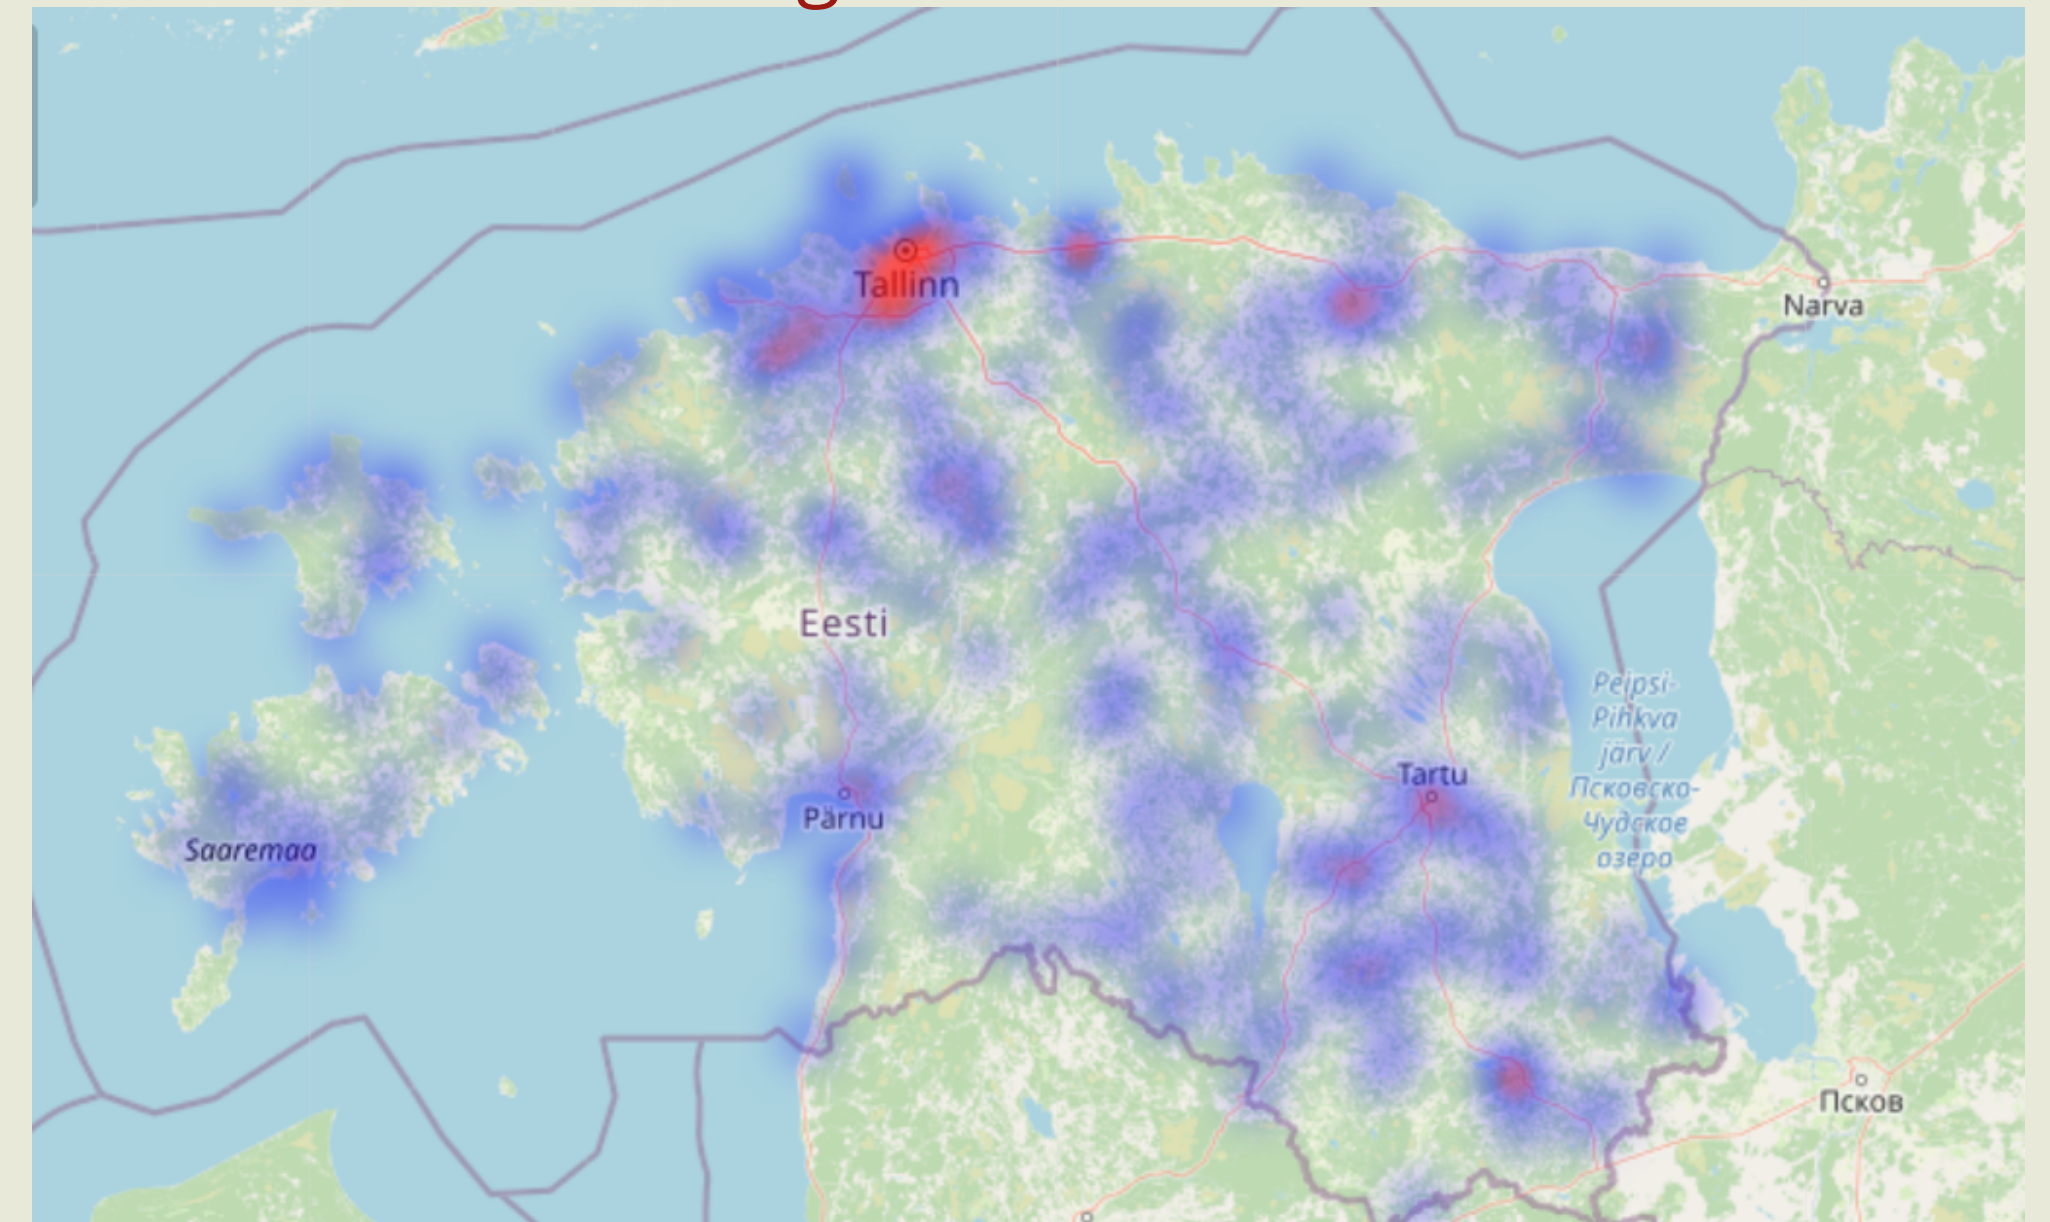 Tallinn
Narva
Eesti
Peipsi-
Pihkva
järv /
Псковско-
Чудское
озеро
Tartu
Pärnu
Saaremaa
Псков